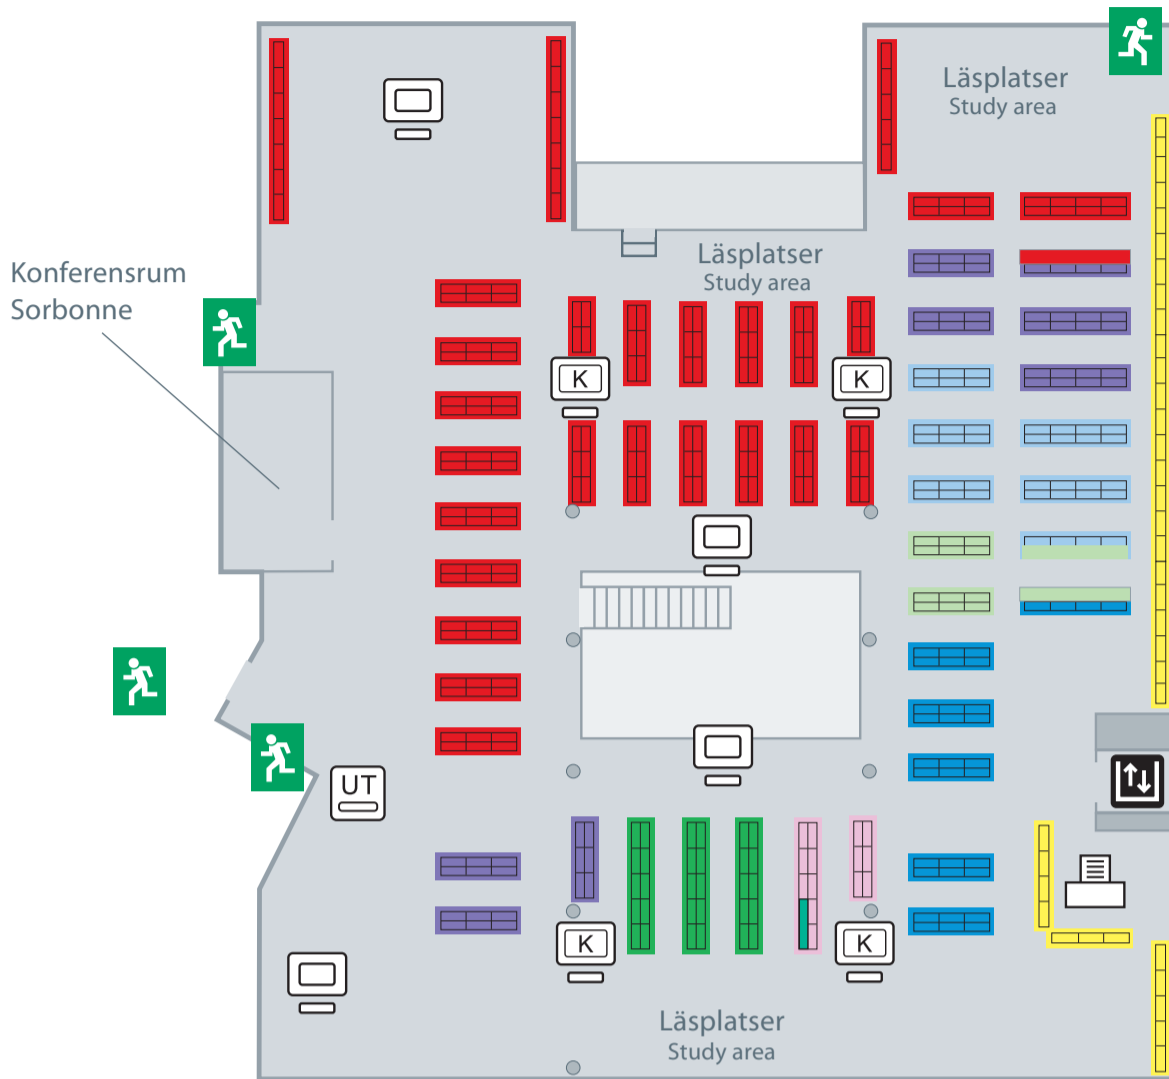 Läsplatser
Study area
Läsplatser
Study area
Konferensrum
Sorbonne
K
K
UT
K
K
Läsplatser
Study area